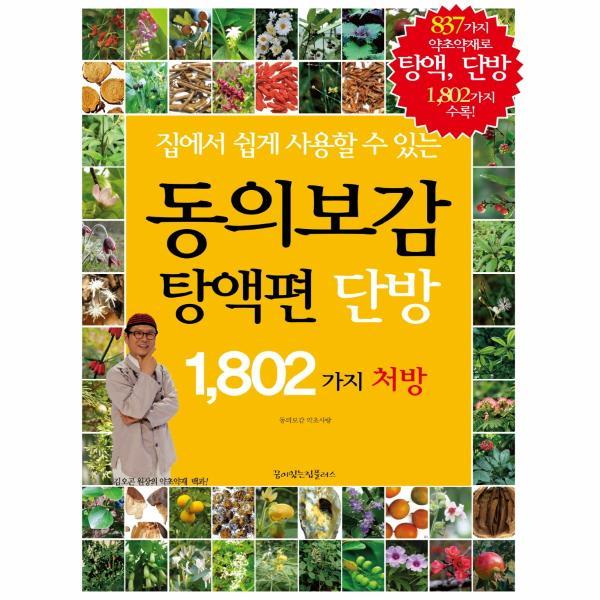 837가지
약초약재로
탕액, 단방
1,802가지
수록!
집에서 쉽게 사용할 수 있는
동의보감
탕액편 단방
1,802 가지 처방
동의보감 약초사랑
김오곤 원장의 약초약재 백과!
꿈이있는집플러스